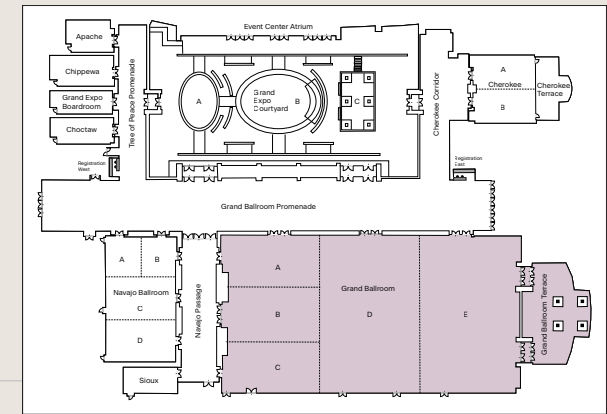 Event Center Atrium
Apache
Chippewa
Grand Expo
Boardroom
Choctaw
Tree of Peace Promenade
A
Grand
Expo
Courtyard
B
C
Cherokee Corridor
A
Cherokee
B
Cherokee
Terrace
Registration
West
Registration
East
Grand Ballroom Promenade
A
B
Navajo Ballroom
C
D
Sioux
Navajo Passage
A
B
C
Grand Ballroom
D
E
Grand Ballroom Terrace